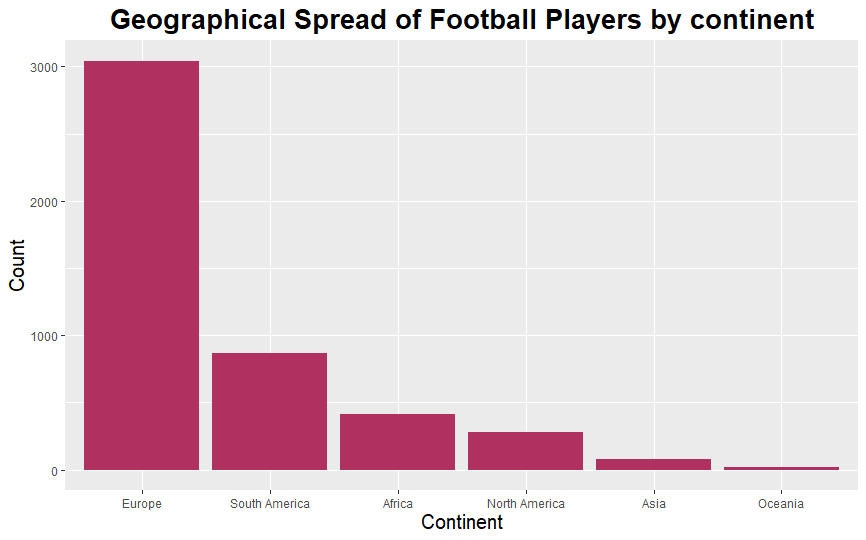 Geographical Spread of Football Players by continent
Count
3000
2000
1000
0
Europe South America Africa North America Asia Oceania
Continent